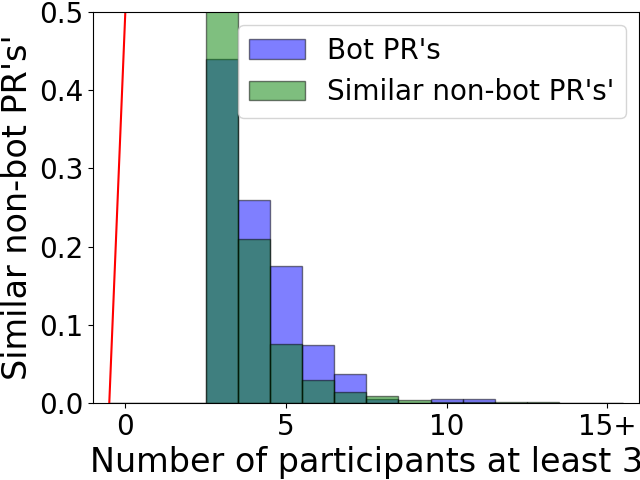 Similar non-bot PR's'
0.5
0.4
0.3
0.2
0.1
0.0
Bot PR's
Similar non-bot PR's'
0 5 10 15+
Number of participants at least 3